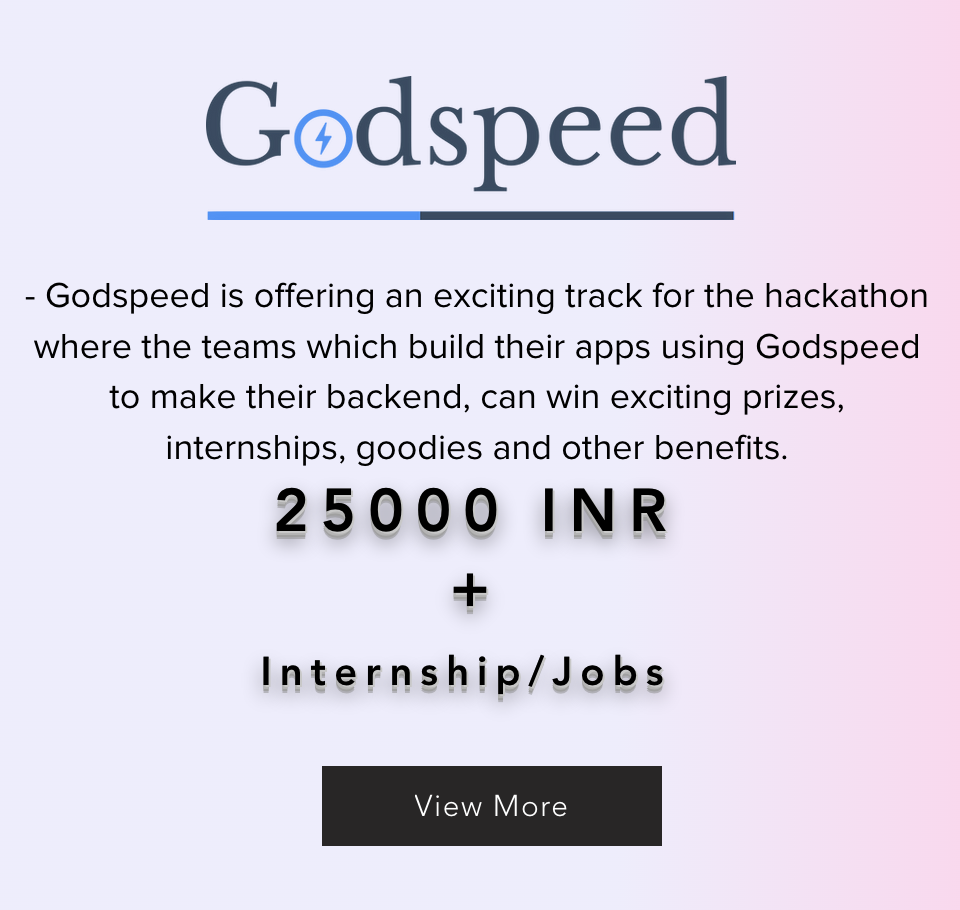 Godspeed
- Godspeed is offering an exciting track for the hackathon
where the teams which build their apps using Godspeed
to make their backend, can win exciting prizes,
internships, goodies and other benefits.
25000 INR
+
Internship/Jobs
View More